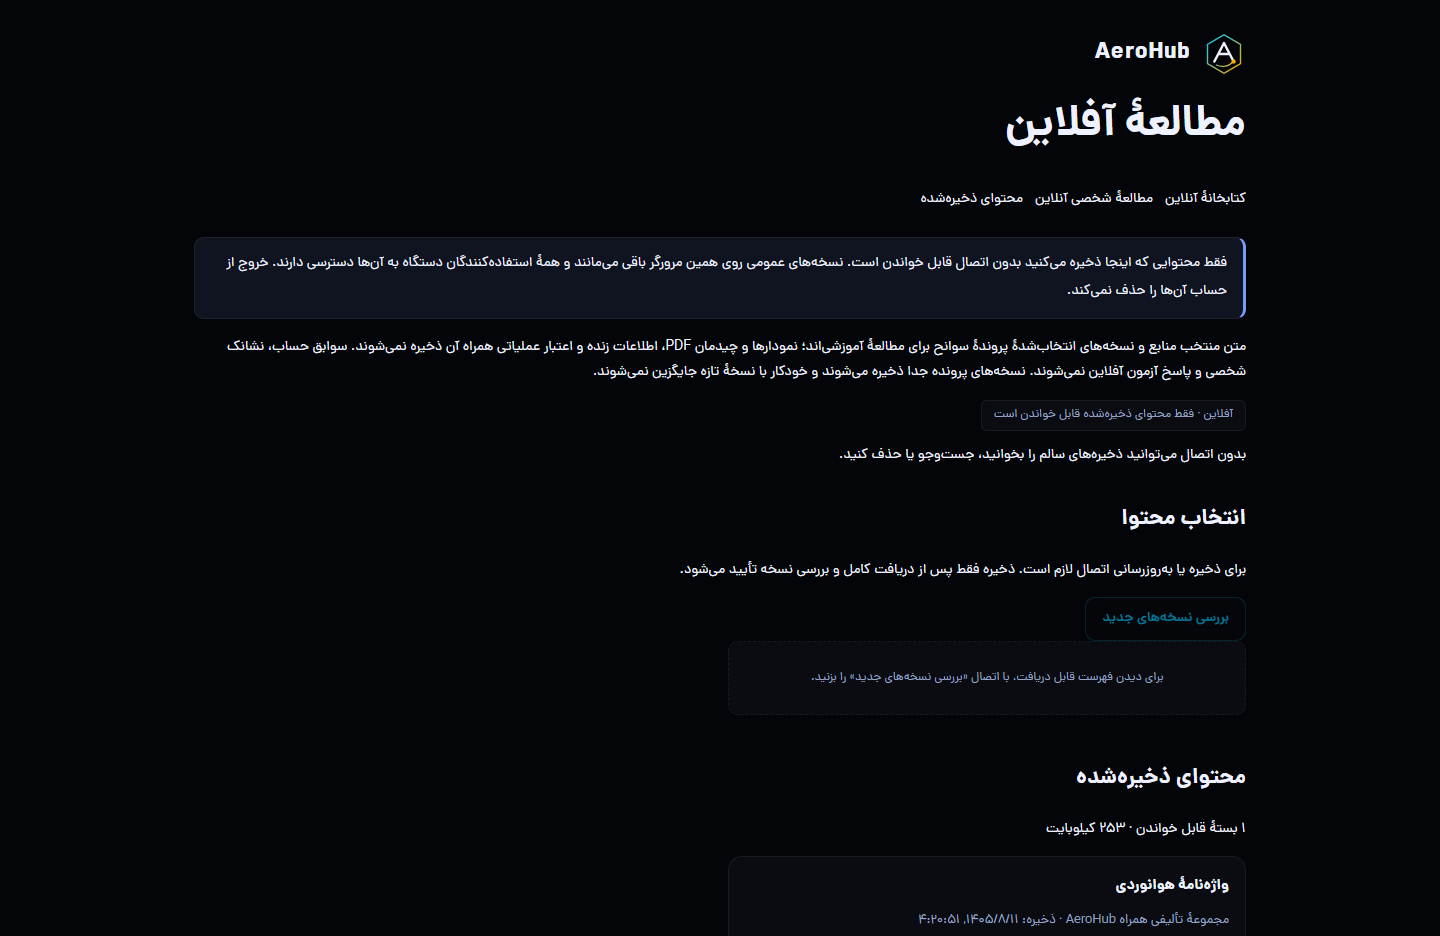 AeroHub
مطالعهٔ آفلاین
کتابخانهٔ آنلاین مطالعهٔ شخصی آنلاین محتوای ذخیره‌شده
فقط محتوایی که اینجا ذخیره می‌کنید بدون اتصال قابل خواندن است. نسخه‌های عمومی روی همین مرورگر باقی می‌مانند و همهٔ استفاده‌کنندگان دستگاه به آن‌ها دسترسی دارند. خروج از
حساب آن‌ها را حذف نمی‌کند.
متن منتخب منابع و نسخه‌های انتخاب‌شدهٔ پروندهٔ سوانح برای مطالعهٔ آموزشی‌اند؛ نمودارها و چیدمان PDF، اطلاعات زنده و اعتبار عملیاتی همراه آن ذخیره نمی‌شوند. سوابق حساب، نشانک
شخصی و پاسخ آزمون آفلاین نمی‌شوند. نسخه‌های پرونده جدا ذخیره می‌شوند و خودکار با نسخهٔ تازه جایگزین نمی‌شوند.
آفلاین · فقط محتوای ذخیره‌شده قابل خواندن است
بدون اتصال می‌توانید ذخیره‌های سالم را بخوانید، جست‌وجو یا حذف کنید.
انتخاب محتوا
برای ذخیره یا به‌روزرسانی اتصال لازم است. ذخیره فقط پس از دریافت کامل و بررسی نسخه تأیید می‌شود.
بررسی نسخه‌های جدید
برای دیدن فهرست قابل دریافت، با اتصال «بررسی نسخه‌های جدید» را بزنید.
محتوای ذخیره‌شده
۱ بستهٔ قابل خواندن · ۲۵۳ کیلوبایت
واژه‌نامهٔ هوانوردی
مجموعهٔ تألیفی همراه AeroHub · ذخیره: ۱۴۰۵/۸/۱۱, ۴:۲۰:۵۱